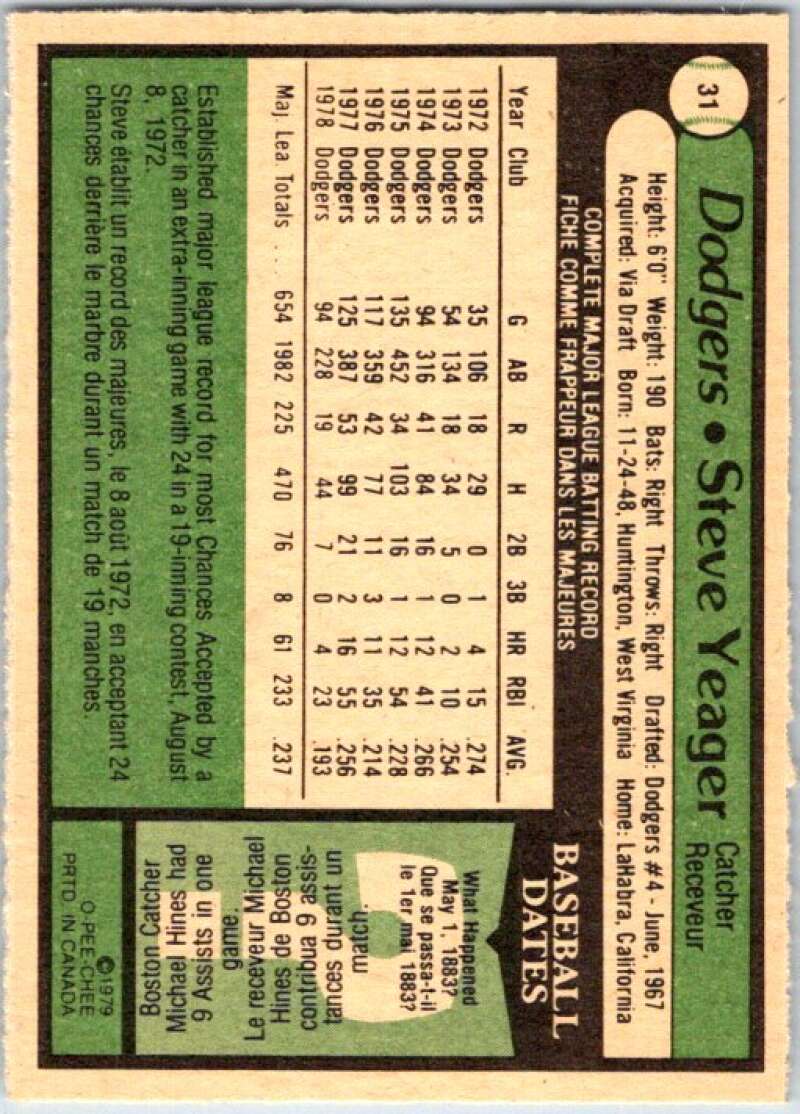 31
Dodgers • Steve Yeager Catcher
Receveur
Height: 6'0" Weight: 190 Bats: Right Throws: Right Drafted: Dodgers #4 - June, 1967
Acquired: Via Draft Born: 11-24-48, Huntington, West Virginia Home: LaHabra, California
COMPLETE MAJOR LEAGUE BATTING RECORD
FICHE COMME FRAPPEUR DANS LES MAJEURES
Year Club G AB R H 2B 3B HR RBI AVG.
1972 Dodgers 35 106 18 29 0 1 4 15 .274
1973 Dodgers 54 134 18 34 5 0 2 10 .254
1974 Dodgers 94 316 41 84 16 1 12 41 .266
1975 Dodgers 135 452 34 103 16 1 12 54 .228
1976 Dodgers 117 359 42 77 11 3 11 35 .214
1977 Dodgers 125 387 53 99 21 2 16 55 .256
1978 Dodgers 94 228 19 44 7 0 4 23 .193
Maj. Lea. Totals ... 654 1982 225 470 76 8 61 233 .237
Established major league record for most Chances Accepted by a
catcher in an extra-inning game with 24 in a 19-inning contest, August
8, 1972.
Steve établit un record des majeures, le 8 août 1972, en acceptant 24
chances derrière le marbre durant un match de 19 manches.
BASEBALL
DATES
What Happened
May 1, 1883?
Que se passa-t-il
le 1er mai 1883?
Le receveur Michael
Hines de Boston
contribua 9 assis-
tances durant un
match.
Boston Catcher
Michael Hines had
9 Assists in one
game.
©1979
O-PEE-CHEE
PRTD. IN CANADA